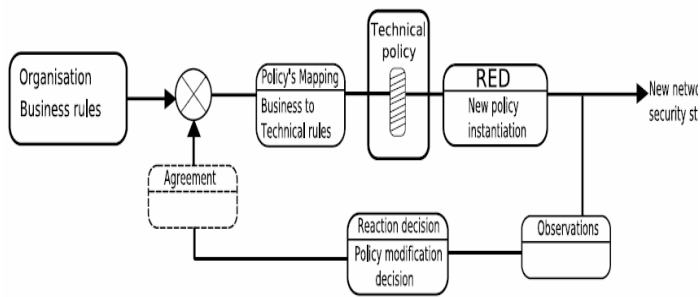 Organisation
Business rules
Policy's Mapping
Business to
Technical rules
Technical
policy
RED
New policy
instantiation
New netwo
security st
Agreement
Reaction decision
Policy modification
decision
Observations